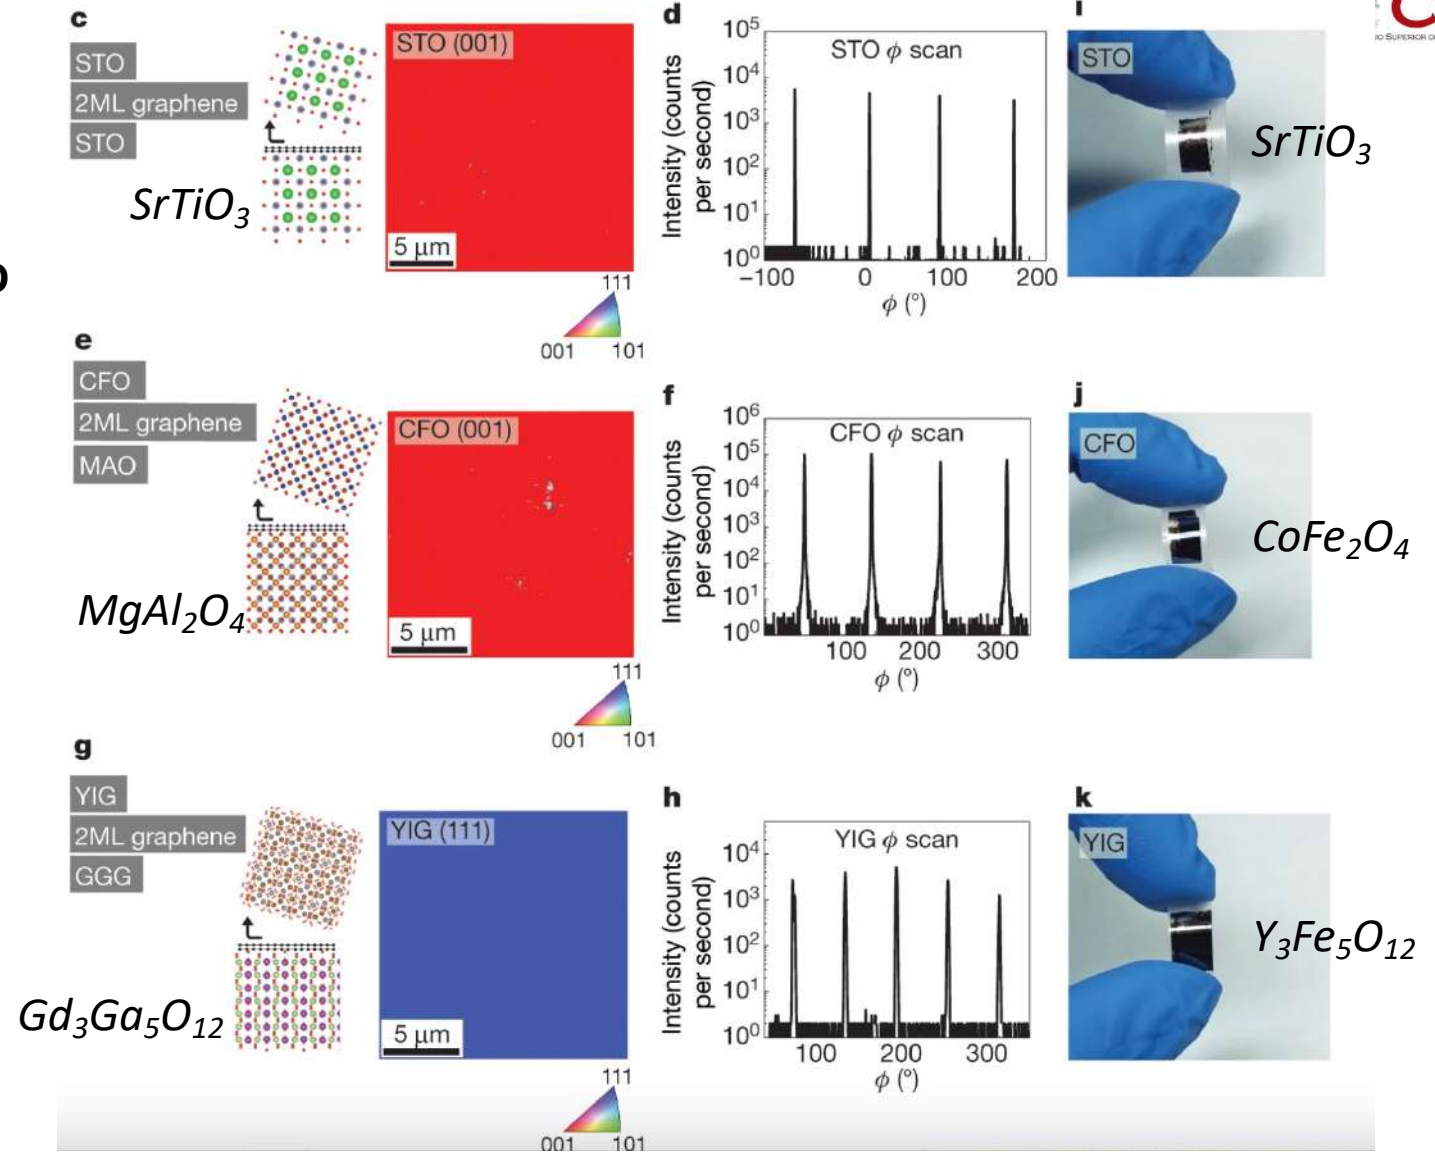 c
STO
2ML graphene
STO
SrTiO3
STO (001)
5 μm
111
001 101
d
STO ϕ scan
Intensity (counts
per second)
10^5
10^4
10^3
10^2
10^1
10^0
−100 0 100 200
ϕ (°)
STO
SrTiO3
e
CFO
2ML graphene
MAO
MgAl2O4
CFO (001)
5 μm
111
001 101
f
CFO ϕ scan
Intensity (counts
per second)
10^6
10^5
10^4
10^3
10^2
10^1
10^0
100 200 300
ϕ (°)
j
CFO
CoFe2O4
g
YIG
2ML graphene
GGG
Gd3Ga5O12
YIG (111)
5 μm
111
001 101
h
YIG ϕ scan
Intensity (counts
per second)
10^4
10^3
10^2
10^1
10^0
100 200 300
ϕ (°)
k
YIG
Y3Fe5O12